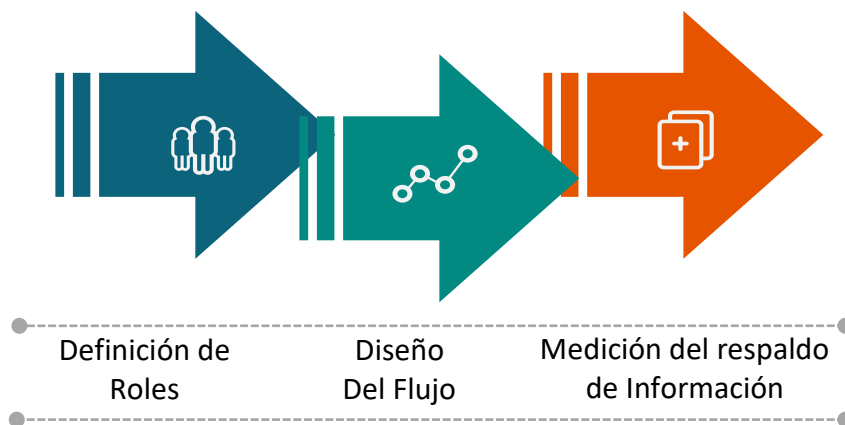 Definición de
Roles
Diseño
Del Flujo
Medición del respaldo
de Información